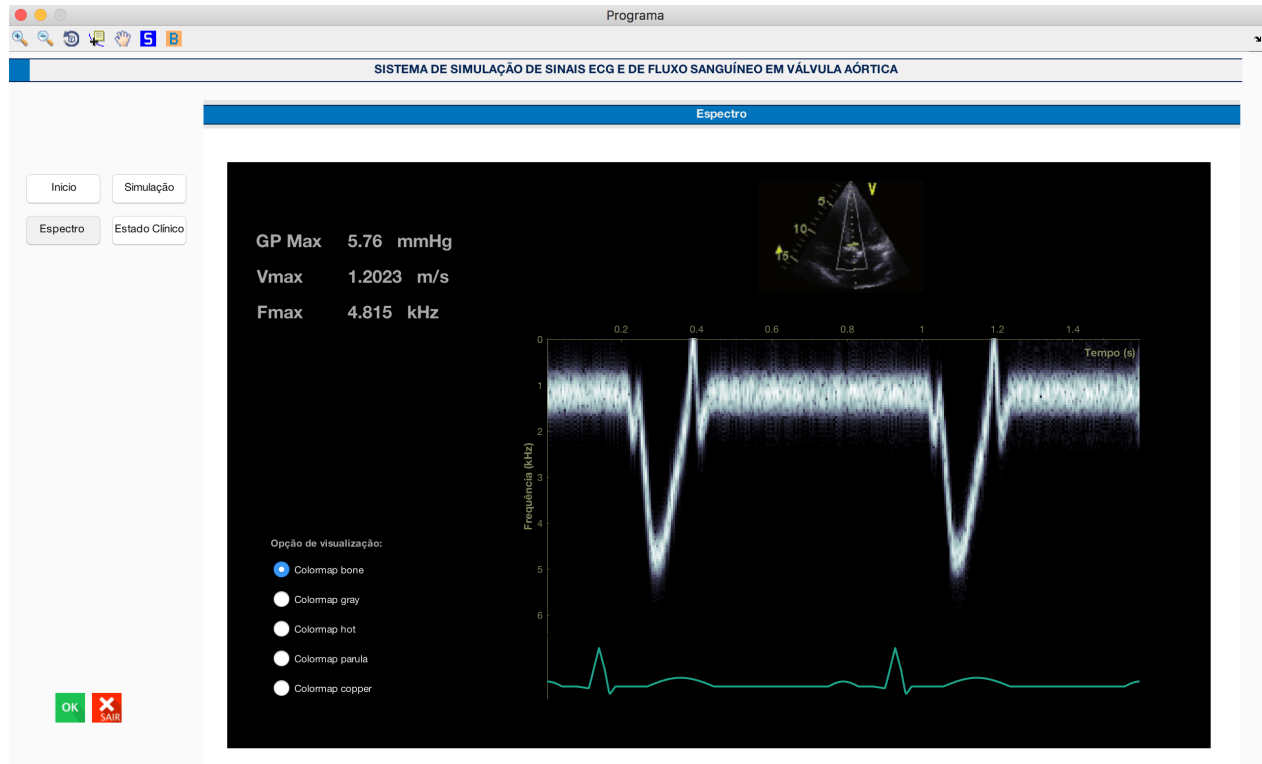 Programa
S B
SISTEMA DE SIMULAÇÃO DE SINAIS ECG E DE FLUXO SANGUÍNEO EM VÁLVULA AÓRTICA
Espectro
Inicio Simulação
Espectro Estado Clínico
GP Max 5.76 mmHg
Vmax 1.2023 m/s
Fmax 4.815 kHz
V
5
10
15
0.2 0.4 0.6 0.8 1 1.2 1.4
Tempo (s)
0
1
2
3
4
5
6
Frequência (kHz)
Opção de visualização:
Colormap bone
Colormap gray
Colormap hot
Colormap parula
Colormap copper
OK SAIR